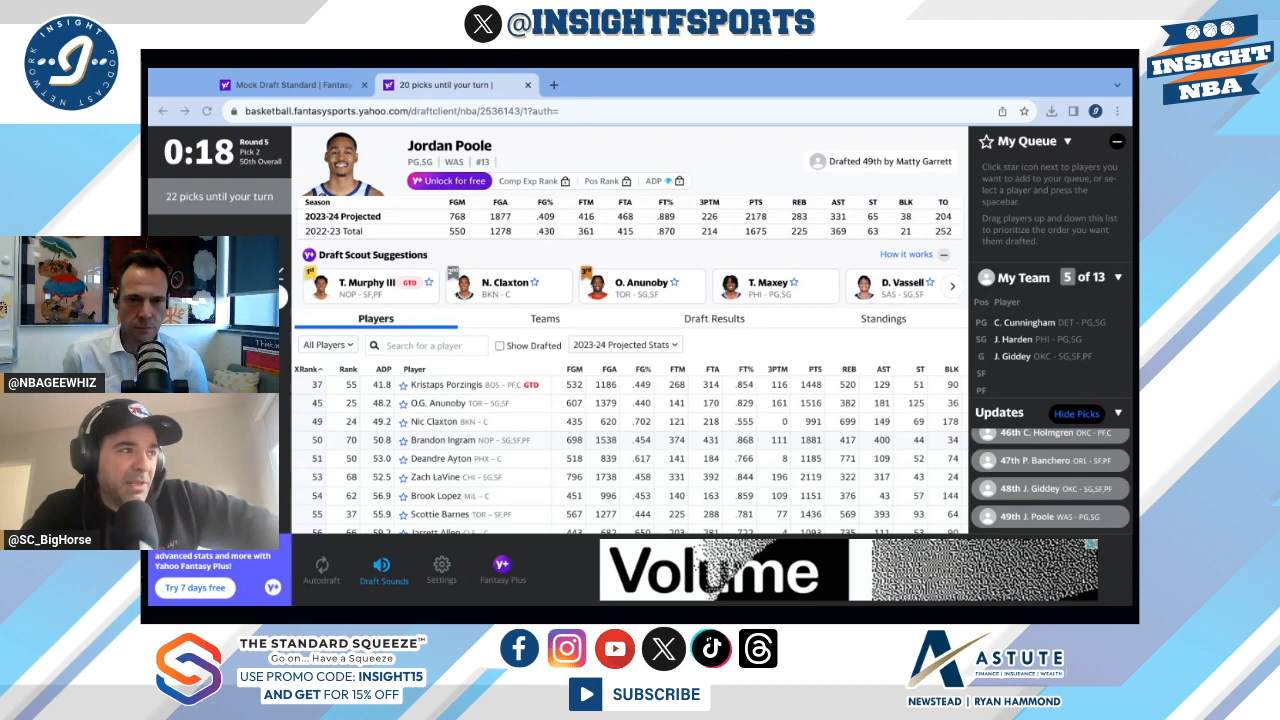 @INSIGHTFSPORTS
INSIGHT
PODCAST NETWORK
INSIGHT
NBA
Mock Draft Standard | Fantasy
20 picks until your turn |
basketball.fantasysports.yahoo.com/draftclient/nba/2536143/1?auth=
0:18
Round 5
Pick 2
50th Overall
22 picks until your turn
Jordan Poole
PG,SG | WAS | #13
Y+ Unlock for free
Comp Exp Rank
Pos Rank
ADP
Drafted 49th by Matty Garrett
Season FGM FGA FG% FTM FTA FT% 3PTM PTS REB AST ST BLK TO
2023-24 Projected 768 1877 .409 416 468 .889 226 2178 283 331 65 38 204
2022-23 Total 550 1278 .430 361 415 .870 214 1675 225 369 63 21 252
Y+ Draft Scout Suggestions
How it works
1st T. Murphy III GTD
NOP - SF,PF
2nd N. Claxton
BKN - C
3rd O. Anunoby
TOR - SG,SF
T. Maxey
PHI - PG,SG
D. Vassell
SAS - SG,SF
Players Teams Draft Results Standings
All Players Search for a player Show Drafted 2023-24 Projected Stats
XRank Rank ADP Player FGM FGA FG% FTM FTA FT% 3PTM PTS REB AST ST BLK
37 55 41.8 Kristaps Porzingis BOS - PF,C GTD 532 1186 .449 268 314 .854 116 1448 520 129 51 90
45 25 48.2 O.G. Anunoby TOR - SG,SF 607 1379 .440 141 170 .829 161 1516 382 181 125 36
49 24 49.2 Nic Claxton BKN - C 435 620 .702 121 218 .555 0 991 699 149 69 178
50 70 50.8 Brandon Ingram NOP - SG,SF,PF 698 1538 .454 374 431 .868 111 1881 417 400 44 34
51 50 53.0 Deandre Ayton PHX - C 518 839 .617 141 184 .766 8 1185 771 109 52 74
53 68 52.5 Zach LaVine CHI - SG,SF 796 1738 .458 331 392 .844 196 2119 322 317 43 24
54 62 56.9 Brook Lopez MIL - C 451 996 .453 140 163 .859 109 1151 376 43 57 144
55 37 55.9 Scottie Barnes TOR - SF,PF 567 1277 .444 225 288 .781 77 1436 569 393 93 64
My Queue
Click star icon next to players you
want to add to your queue, or se-
lect a player and press the
spacebar.
Drag players up and down this list
to prioritize the order you want
them drafted.
My Team 5 of 13
Pos Player
PG C. Cunningham DET - PG,SG
SG J. Harden PHI - PG,SG
G J. Giddey OKC - SG,SF,PF
SF
PF
Updates Hide Picks
46th C. Holmgren OKC - PF,C
47th P. Banchero ORL - SF,PF
48th J. Giddey OKC - SG,SF,PF
49th J. Poole WAS - PG,SG
@NBAGEEWHIZ
@SC_BigHorse
advanced stats and more with
Yahoo Fantasy Plus!
Try 7 days free
Y+
Autodraft Draft Sounds Settings Fantasy Plus
Volume
THE STANDARD SQUEEZE™
Go on... Have a Squeeze
USE PROMO CODE: INSIGHT15
AND GET FOR 15% OFF
SUBSCRIBE
ASTUTE
FINANCE | INSURANCE | WEALTH
NEWSTEAD | RYAN HAMMOND